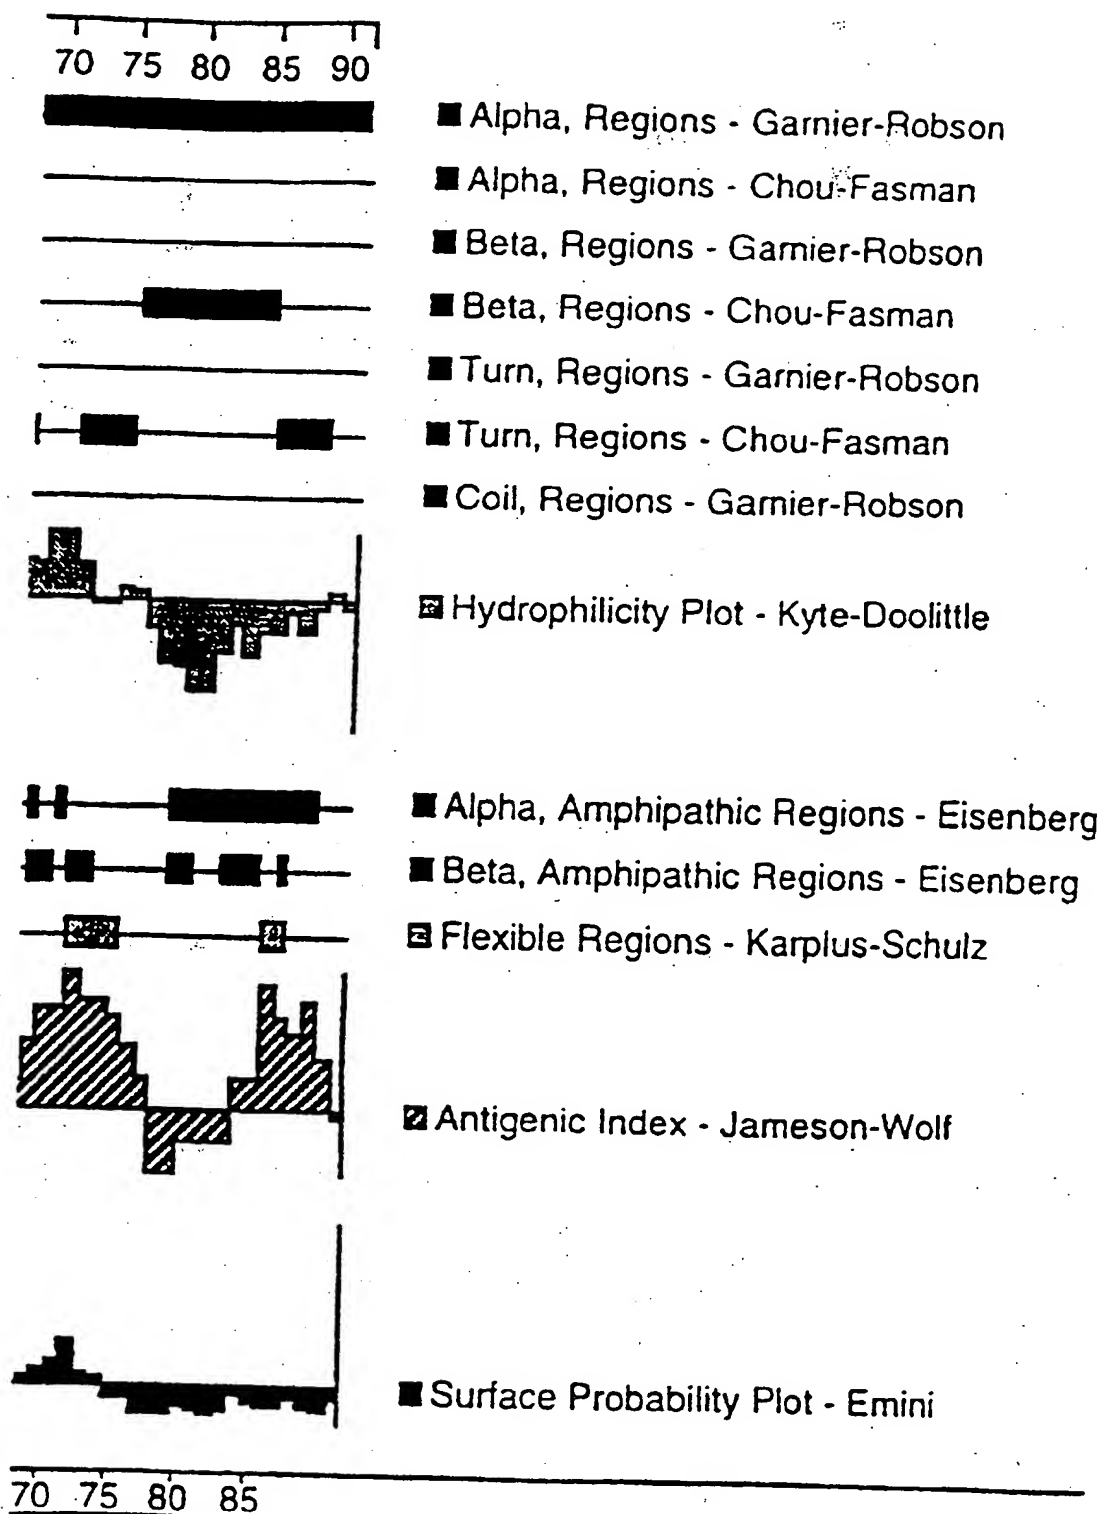 70 75 80 85 90
Alpha, Regions - Garnier-Robson
Alpha, Regions - Chou-Fasman
Beta, Regions - Garnier-Robson
Beta, Regions - Chou-Fasman
Turn, Regions - Garnier-Robson
Turn, Regions - Chou-Fasman
Coil, Regions - Garnier-Robson
Hydrophilicity Plot - Kyte-Doolittle
Alpha, Amphipathic Regions - Eisenberg
Beta, Amphipathic Regions - Eisenberg
Flexible Regions - Karplus-Schulz
Antigenic Index - Jameson-Wolf
Surface Probability Plot - Emini
70 75 80 85